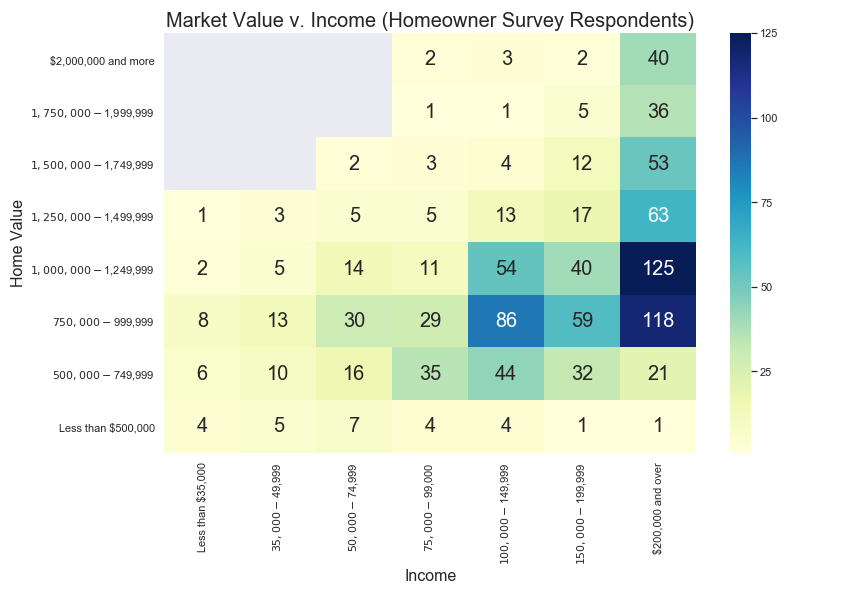 Market Value v. Income (Homeowner Survey Respondents)
Home Value
$2,000,000 and more 2 3 2 40
1,750,000 − 1,999,999 1 1 5 36
1,500,000 − 1,749,999 2 3 4 12 53
1,250,000 − 1,499,999 1 3 5 5 13 17 63
1,000,000 − 1,249,999 2 5 14 11 54 40 125
750,000 − 999,999 8 13 30 29 86 59 118
500,000 − 749,999 6 10 16 35 44 32 21
Less than $500,000 4 5 7 4 4 1 1
Less than $35,000
35,000 − 49,999
50,000 − 74,999
75,000 − 99,000
100,000 − 149,999
150,000 − 199,999
$200,000 and over
Income
125
100
75
50
25